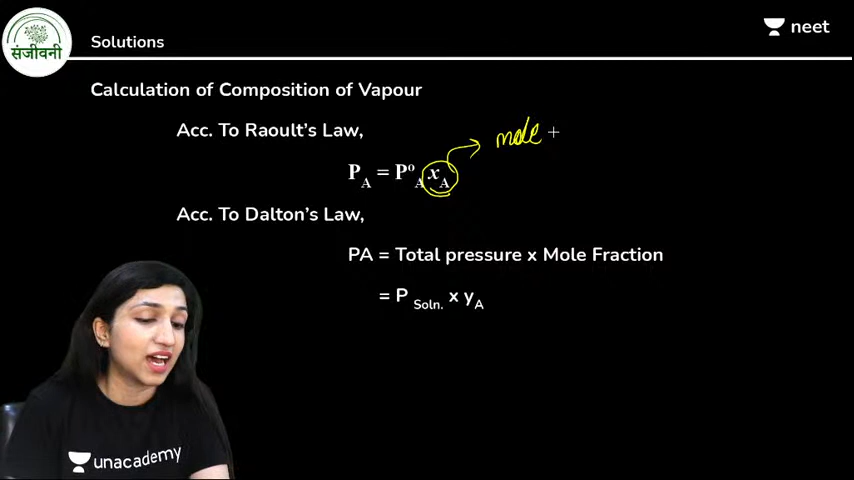 संजीवनी
Solutions
neet
Calculation of Composition of Vapour
Acc. To Raoult's Law,
mole +
P_A = P°_A x_A
Acc. To Dalton's Law,
PA = Total pressure x Mole Fraction
= P Soln. x y_A
unacademy